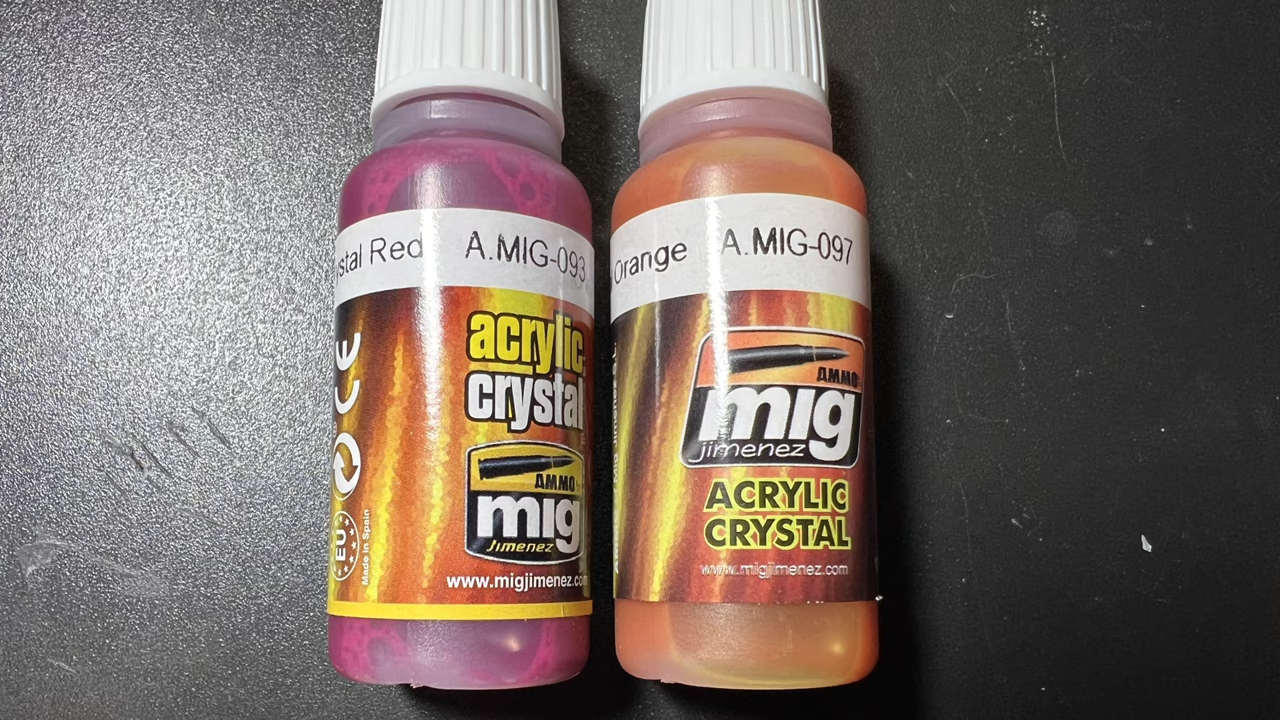 stal Red A.MIG-093
acrylic
crystal
AMMO
mig
jimenez
www.migjimenez.com
CE
EU
Made in Spain
Orange A.MIG-097
AMMO
mig
jimenez
ACRYLIC
CRYSTAL
www.migjimenez.com